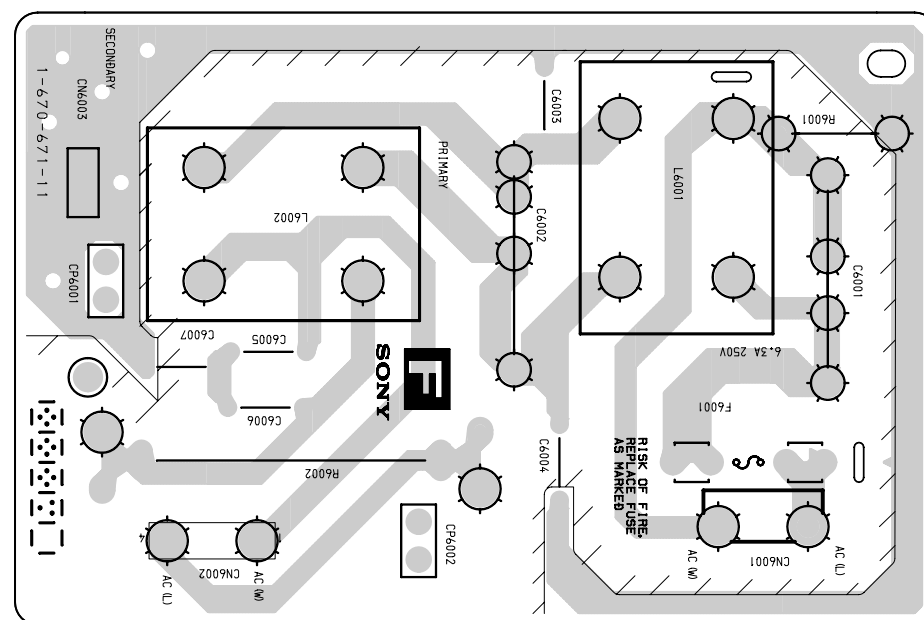 SECONDARY
1-670-671-11
CN6003
CP6001
PRIMARY
L6002
C6007
C6005
C6006
SONY
F
R6002
C6002
C6003
C6004
L6001
R6001
C6001
6.3A 250V
F6001
RISK OF FIRE.
REPLACE FUSE
AS MARKED
CP6002
4
1
CN6002
AC (L)
AC (W)
AC (W)
CN6001
AC (L)